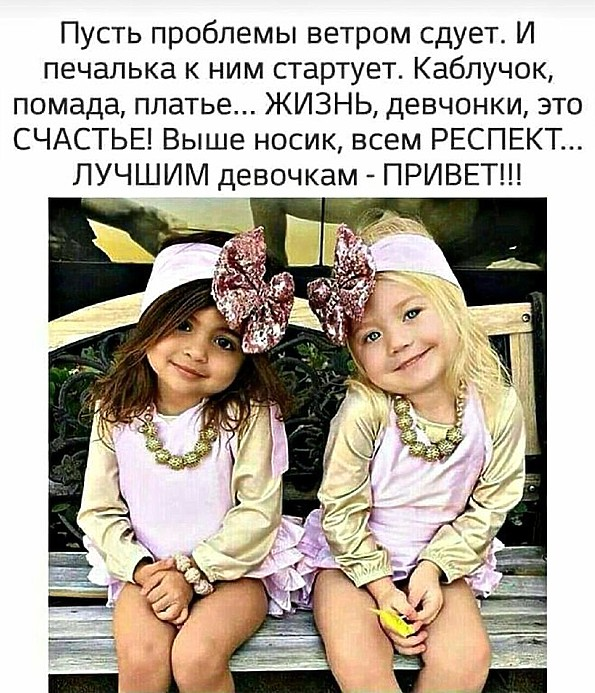 Пусть проблемы ветром сдует. И
печалька к ним стартует. Каблучок,
помада, платье... ЖИЗНЬ, девчонки, это
СЧАСТЬЕ! Выше носик, всем РЕСПЕКТ...
ЛУЧШИМ девочкам - ПРИВЕТ!!!